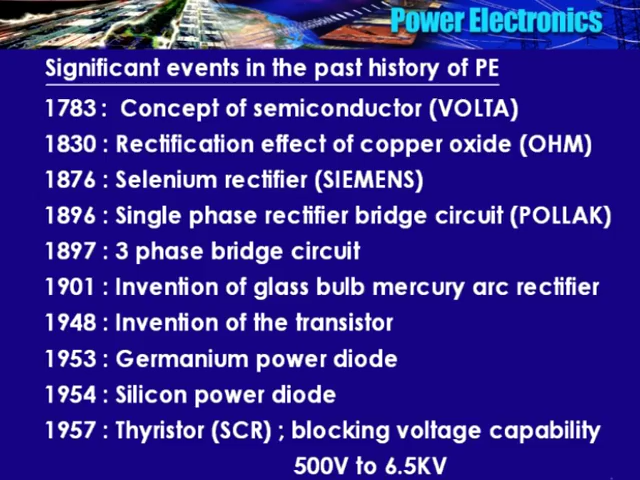 Power Electronics
Significant events in the past history of PE
1783 : Concept of semiconductor (VOLTA)
1830 : Rectification effect of copper oxide (OHM)
1876 : Selenium rectifier (SIEMENS)
1896 : Single phase rectifier bridge circuit (POLLAK)
1897 : 3 phase bridge circuit
1901 : Invention of glass bulb mercury arc rectifier
1948 : Invention of the transistor
1953 : Germanium power diode
1954 : Silicon power diode
1957 : Thyristor (SCR) ; blocking voltage capability
500V to 6.5KV